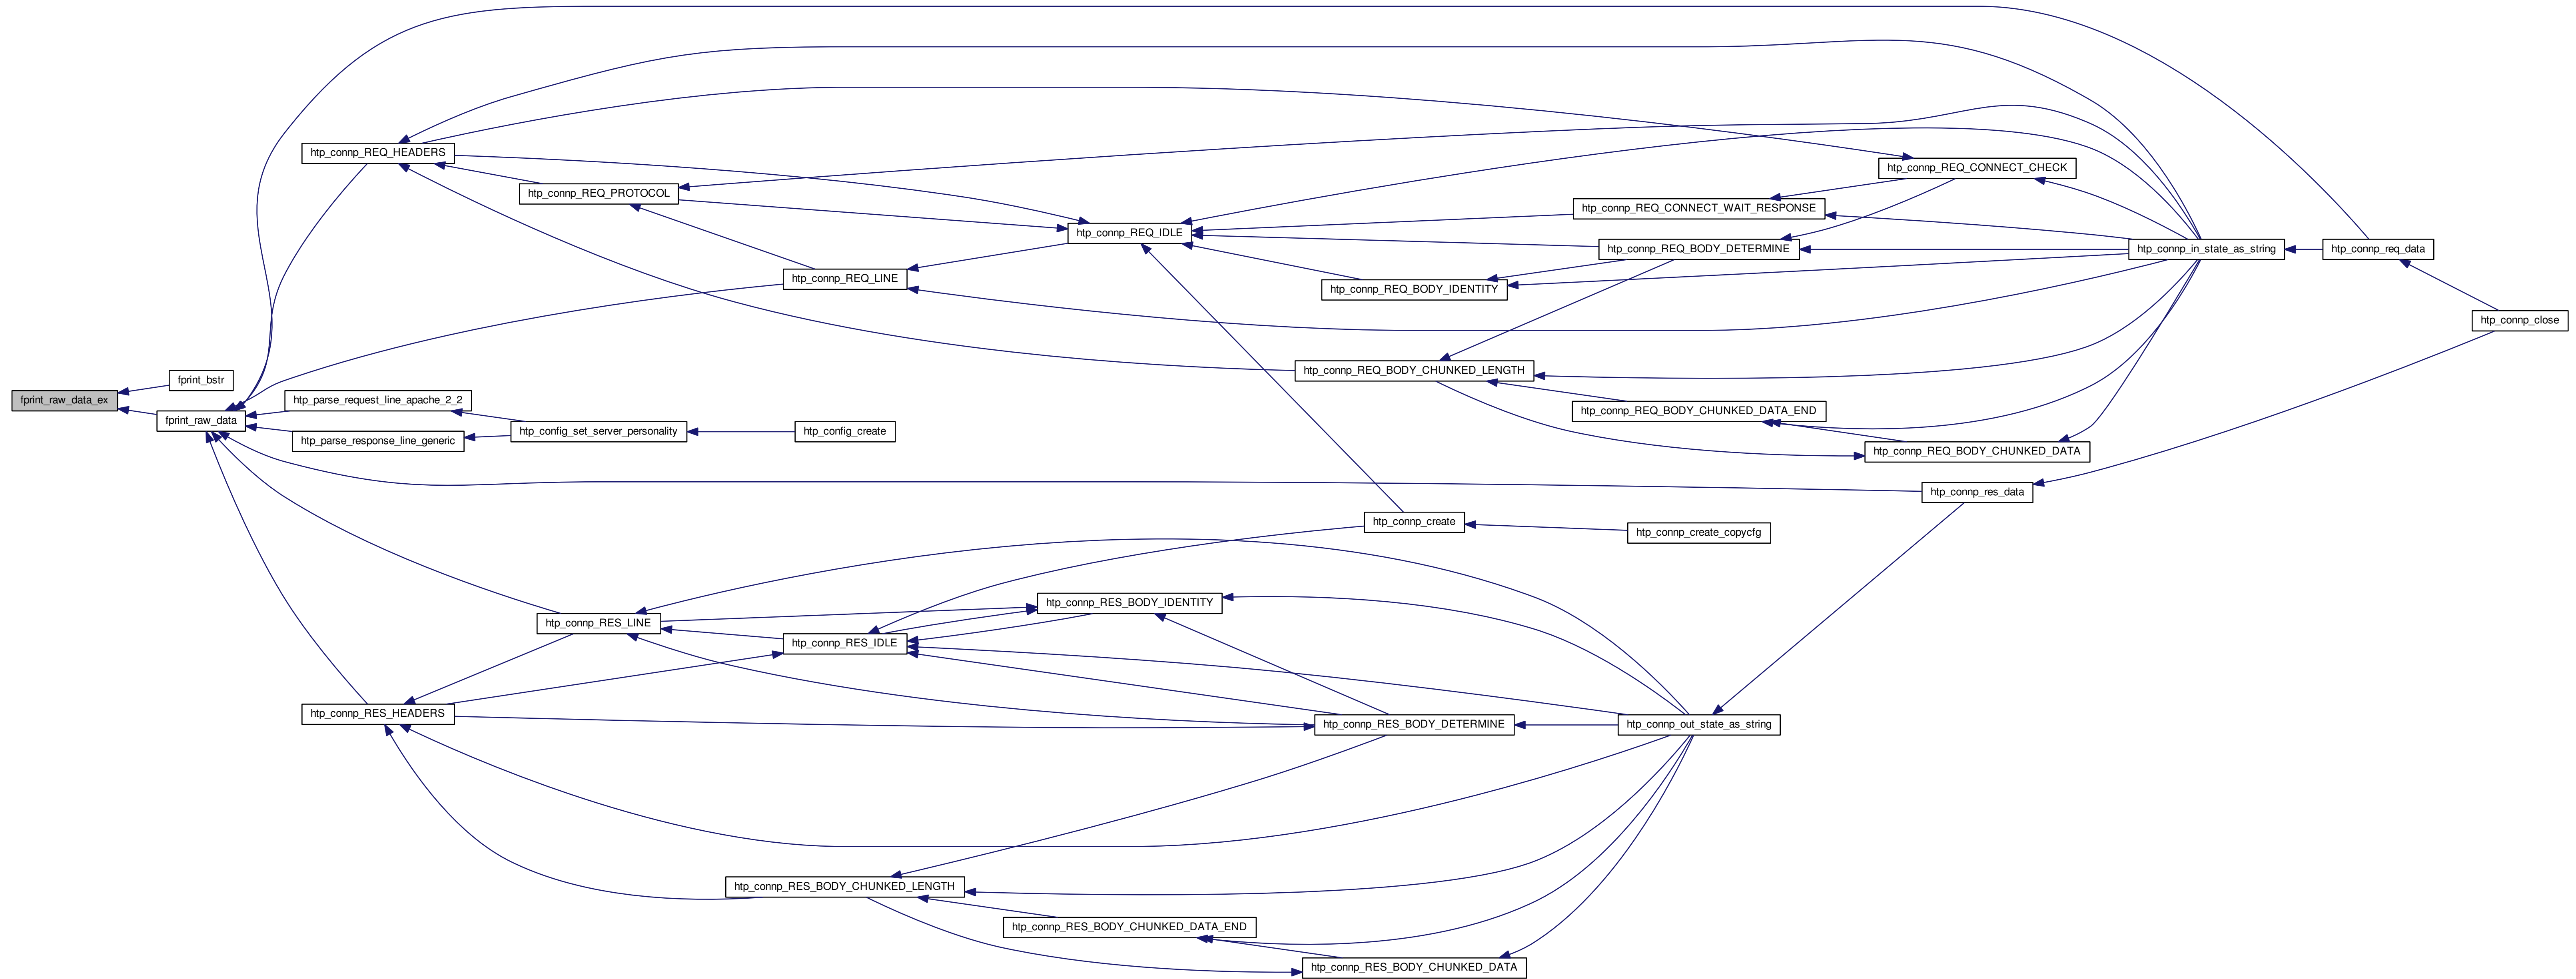 htp_connp_REQ_HEADERS
htp_connp_REQ_CONNECT_CHECK
htp_connp_REQ_PROTOCOL
htp_connp_REQ_CONNECT_WAIT_RESPONSE
htp_connp_REQ_IDLE
htp_connp_REQ_BODY_DETERMINE
htp_connp_in_state_as_string
htp_connp_req_data
htp_connp_REQ_LINE
htp_connp_REQ_BODY_IDENTITY
htp_connp_close
htp_connp_REQ_BODY_CHUNKED_LENGTH
fprint_bstr
fprint_raw_data_ex
htp_parse_request_line_apache_2_2
htp_connp_REQ_BODY_CHUNKED_DATA_END
fprint_raw_data
htp_config_set_server_personality
htp_config_create
htp_parse_response_line_generic
htp_connp_REQ_BODY_CHUNKED_DATA
htp_connp_res_data
htp_connp_create
htp_connp_create_copycfg
htp_connp_RES_BODY_IDENTITY
htp_connp_RES_LINE
htp_connp_RES_IDLE
htp_connp_RES_HEADERS
htp_connp_RES_BODY_DETERMINE
htp_connp_out_state_as_string
htp_connp_RES_BODY_CHUNKED_LENGTH
htp_connp_RES_BODY_CHUNKED_DATA_END
htp_connp_RES_BODY_CHUNKED_DATA